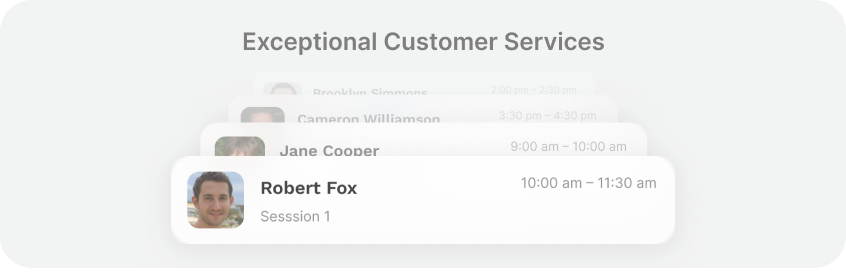 Exceptional Customer Services
Brooklyn Simmons 2:00 pm – 2:30 pm
Cameron Williamson 3:30 pm – 4:30 pm
Jane Cooper 9:00 am – 10:00 am
Robert Fox 10:00 am – 11:30 am
Sesssion 1